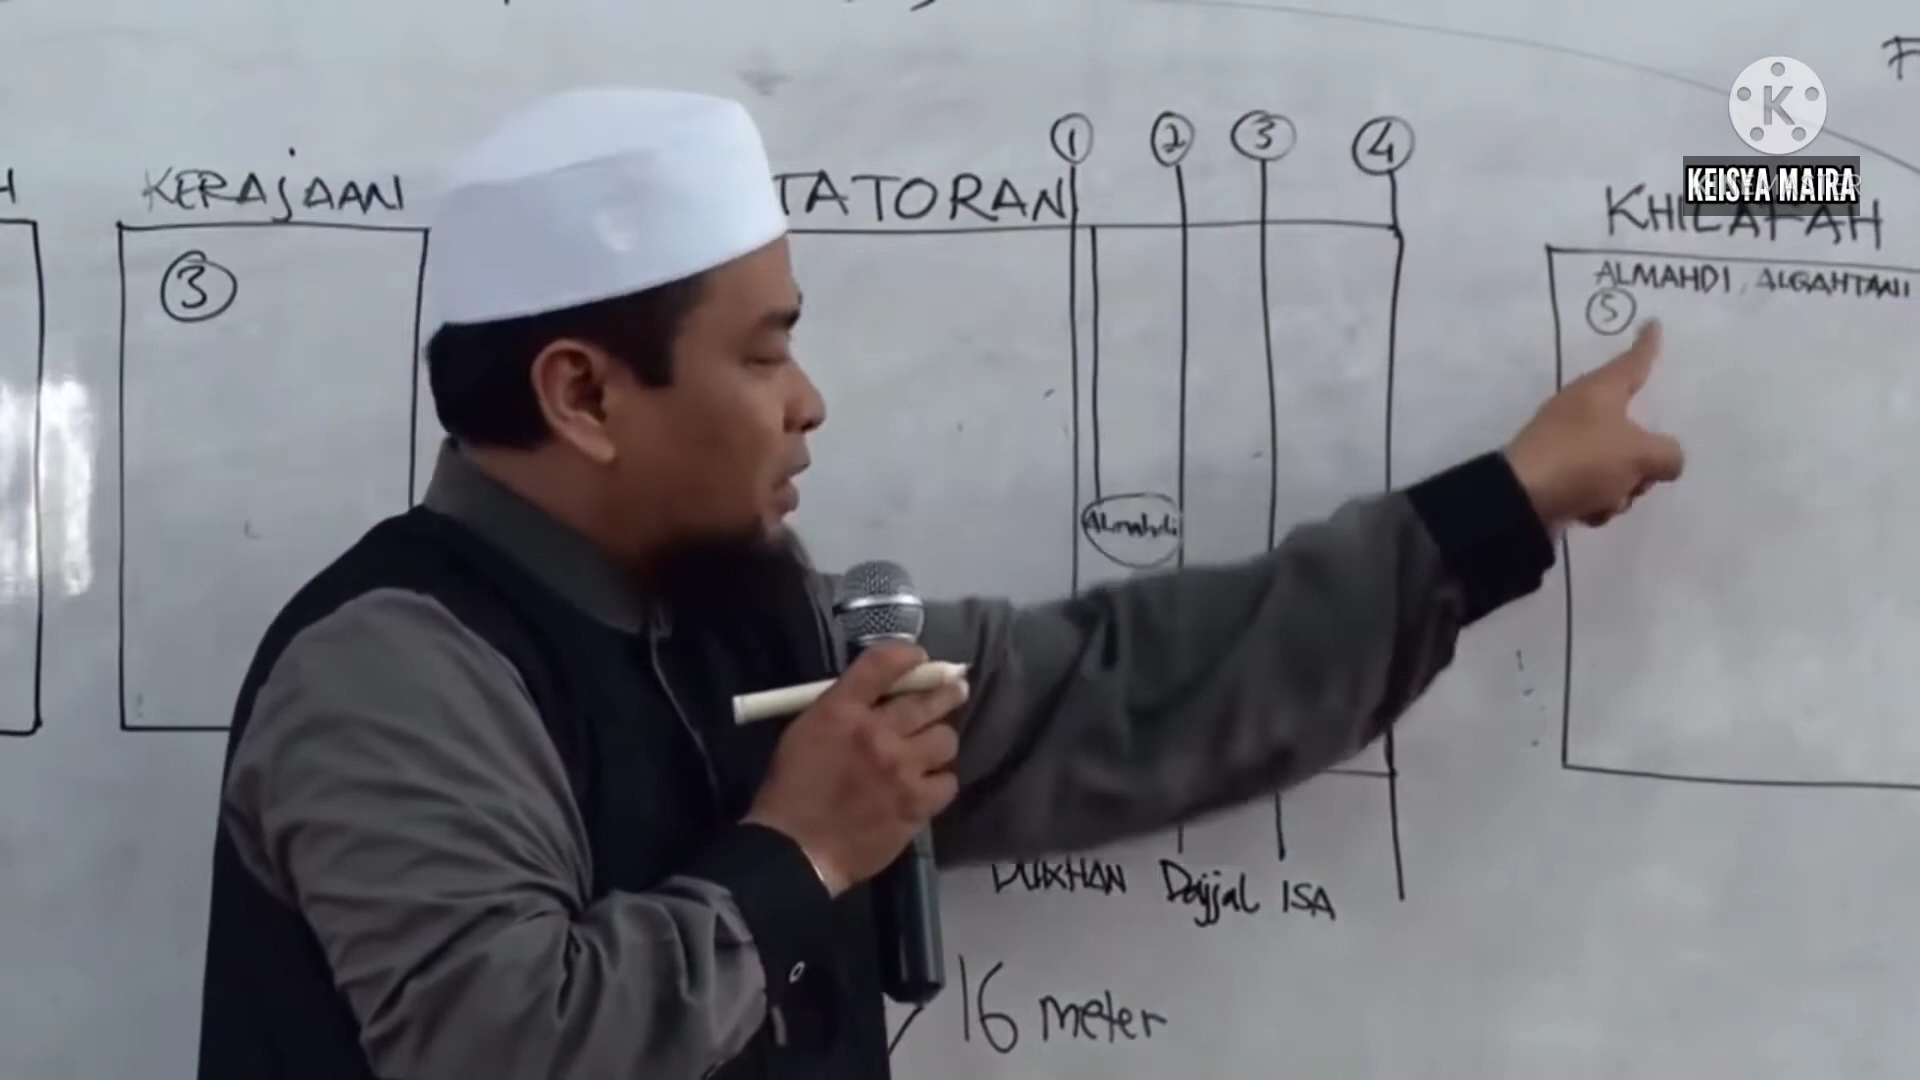 K
KEISYA MAIRA
1 2 3 4
KERAJAAN
TATORAN
KHILAFAH
3
ALMAHDI, ALQAHTANI
5
ALmahdi
DUKHAN Dajjal ISA
16 meter